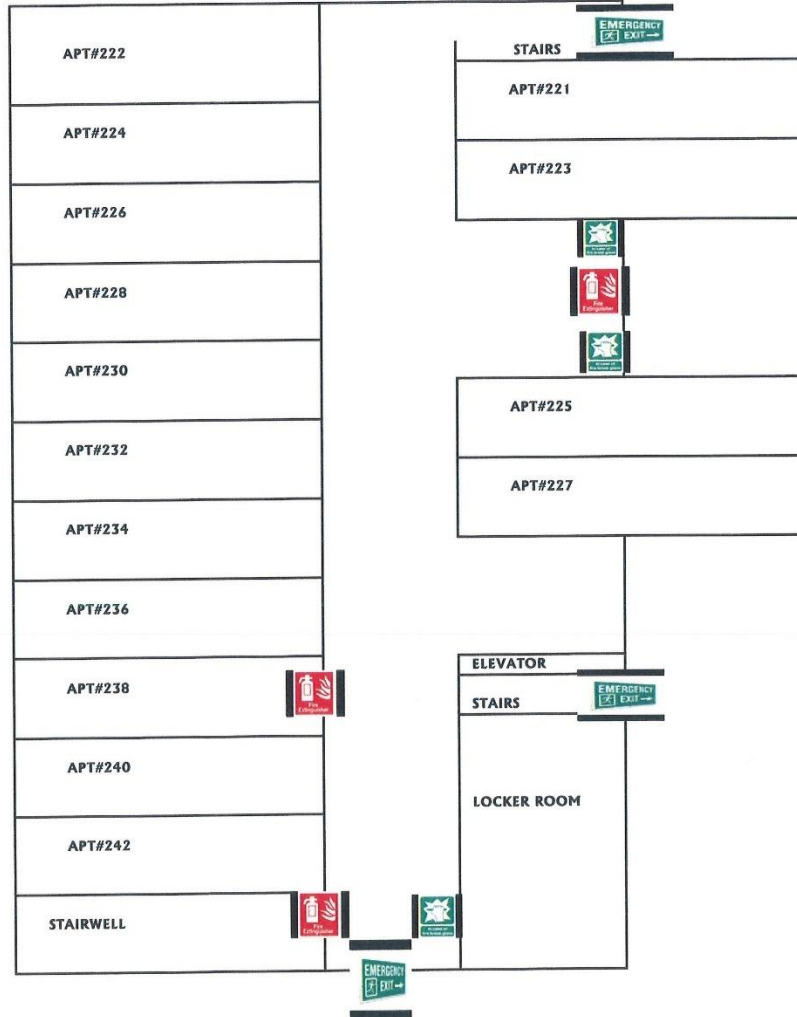 EMERGENCY
EXIT→
APT#222
STAIRS
APT#221
APT#224
APT#223
APT#226
APT#228
Fire
Extinguisher
APT#230
APT#225
APT#232
APT#227
APT#234
APT#236
ELEVATOR
APT#238
Fire
Extinguisher
STAIRS
EMERGENCY
EXIT→
APT#240
LOCKER ROOM
APT#242
STAIRWELL
Fire
Extinguisher
EMERGENCY
EXIT→